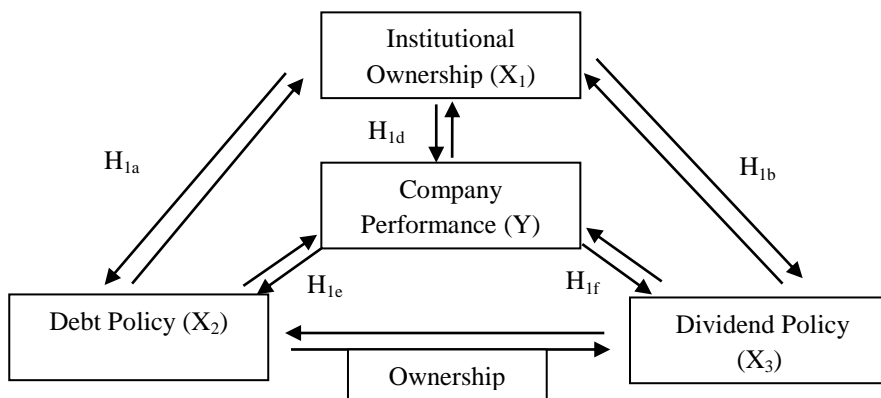 Institutional
Ownership (X₁)
H₁d
H₁a
H₁b
Company
Performance (Y)
H₁e
H₁f
Debt Policy (X₂)
Dividend Policy
(X₃)
Ownership